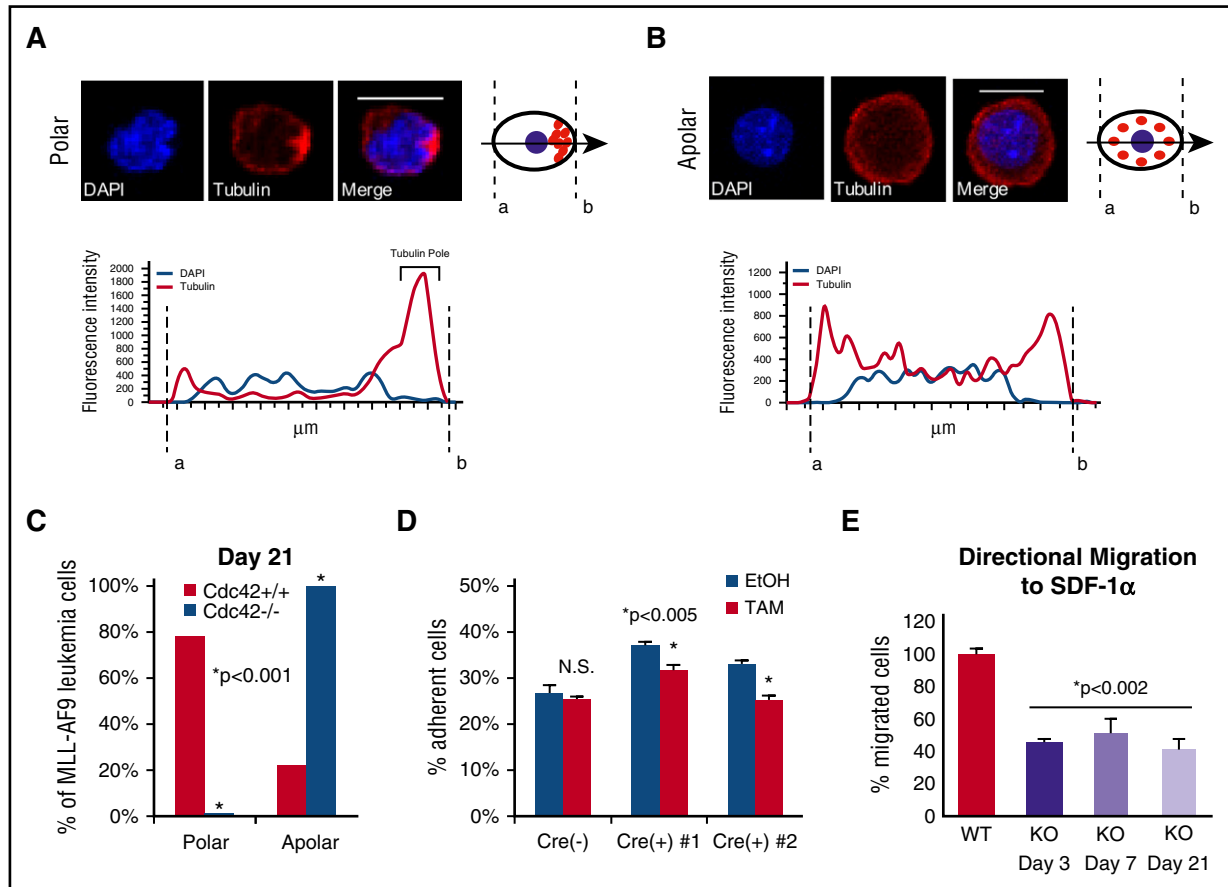 A
Polar
DAPI
Tubulin
Merge
a
b
Fluorescence intensity
2000
1800
1600
1400
1200
1000
800
600
400
200
0
DAPI
Tubulin
Tubulin Pole
μm
a
b
B
Apolar
DAPI
Tubulin
Merge
a
b
Fluorescence intensity
1200
1000
800
600
400
200
0
DAPI
Tubulin
μm
a
b
C
Day 21
% of MLL-AF9 leukemia cells
100%
80%
60%
40%
20%
0%
Cdc42+/+
Cdc42-/-
*p<0.001
*
*
Polar
Apolar
D
% adherent cells
50%
40%
30%
20%
10%
0%
EtOH
TAM
N.S.
*p<0.005
*
*
Cre(-)
Cre(+) #1
Cre(+) #2
E
Directional Migration
to SDF-1α
% migrated cells
120
100
80
60
40
20
0
*p<0.002
WT
KO
KO
KO
Day 3
Day 7
Day 21